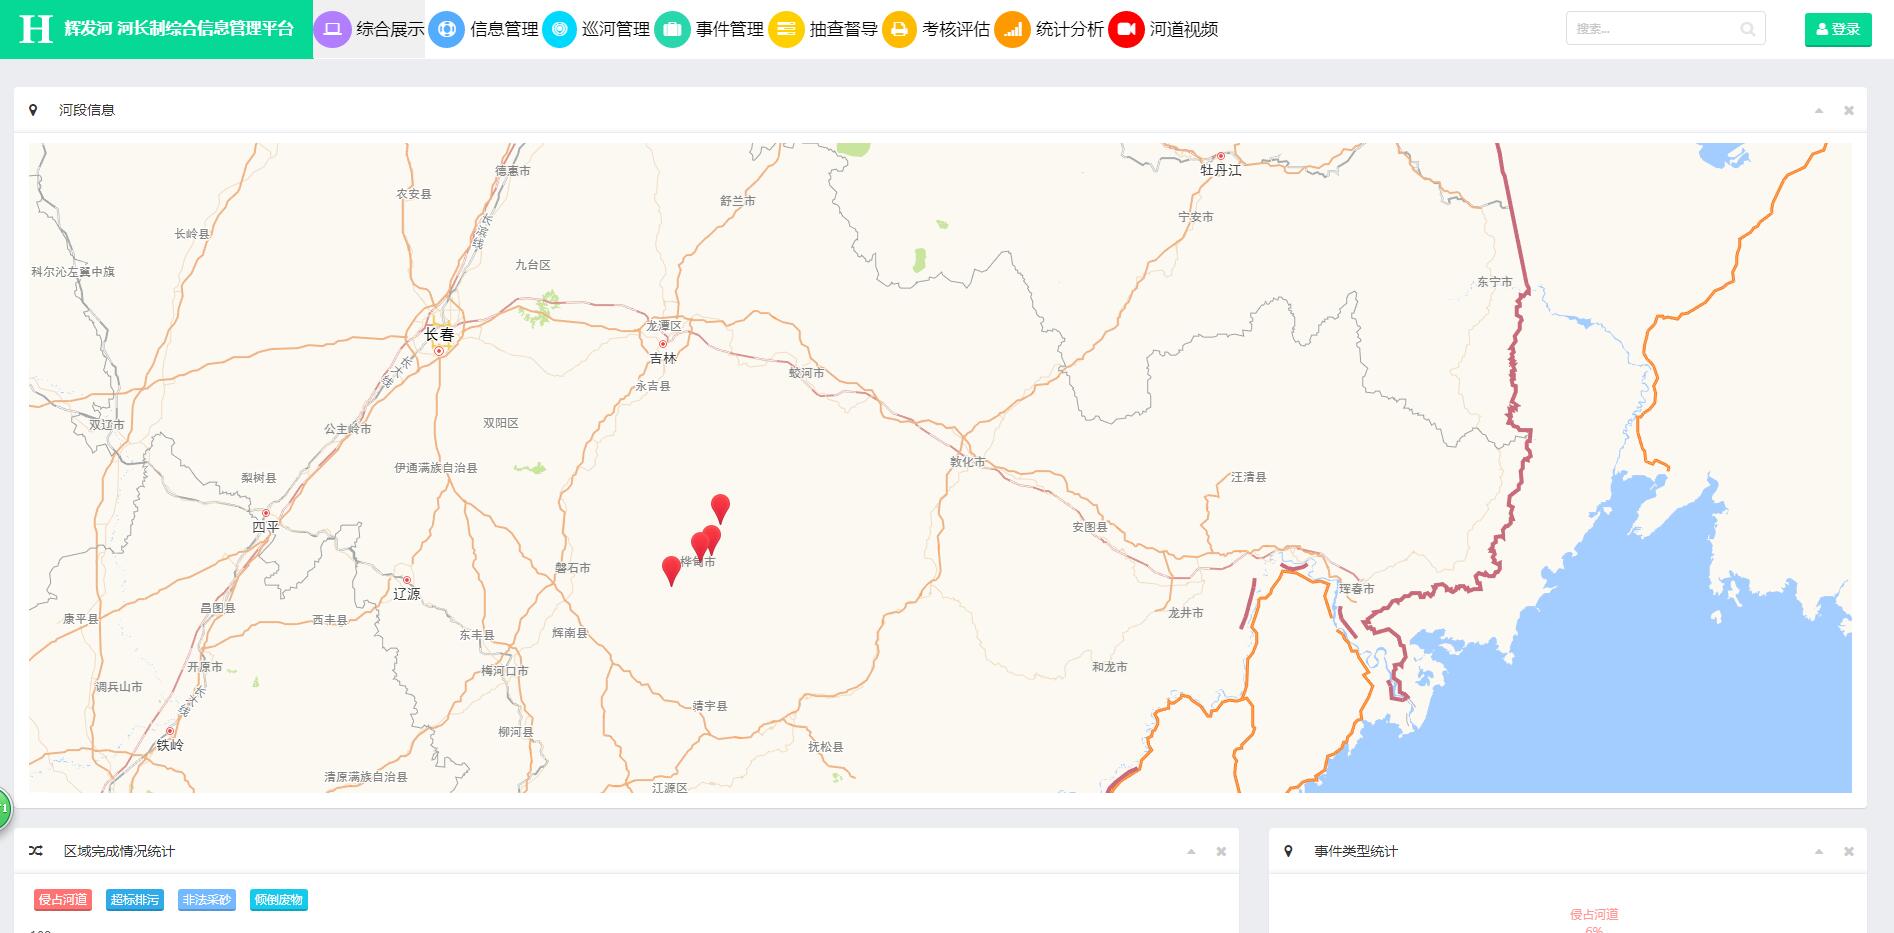 H 辉发河 河长制综合信息管理平台 综合展示 信息管理 巡河管理 事件管理 抽查督导 考核评估 统计分析 河道视频 搜索... 登录
河段信息
牡丹江
德惠市
农安县
舒兰市
宁安市
长岭县
长滨线
九台区
科尔沁左翼中旗
东宁市
龙潭区
长春
吉林
长大线
蛟河市
永吉县
双辽市
公主岭市
双阳区
敦化市
伊通满族自治县
梨树县
汪清县
四平
安图县
桦甸市
磐石市
辽源
珲春市
昌图县
康平县
西丰县
龙井市
东丰县
辉南县
开原市
梅河口市
和龙市
调兵山市
长大线
靖宇县
柳河县
铁岭
抚松县
清原满族自治县
江源区
区域完成情况统计
事件类型统计
侵占河道 超标排污 非法采砂 倾倒废物
侵占河道
6%